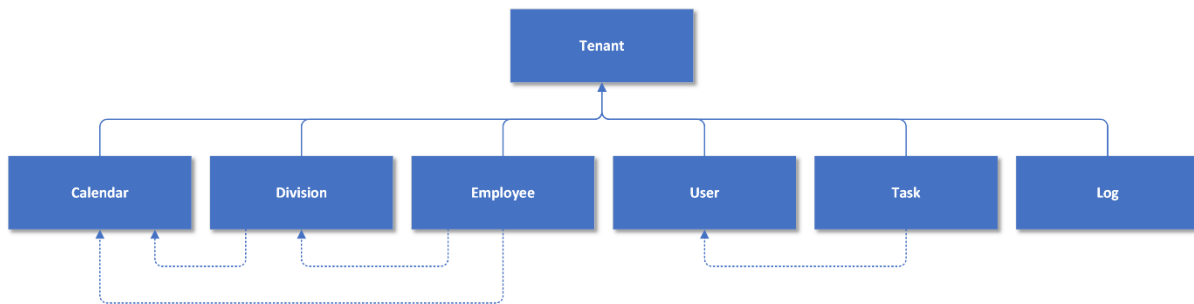 Tenant
Calendar
Division
Employee
User
Task
Log